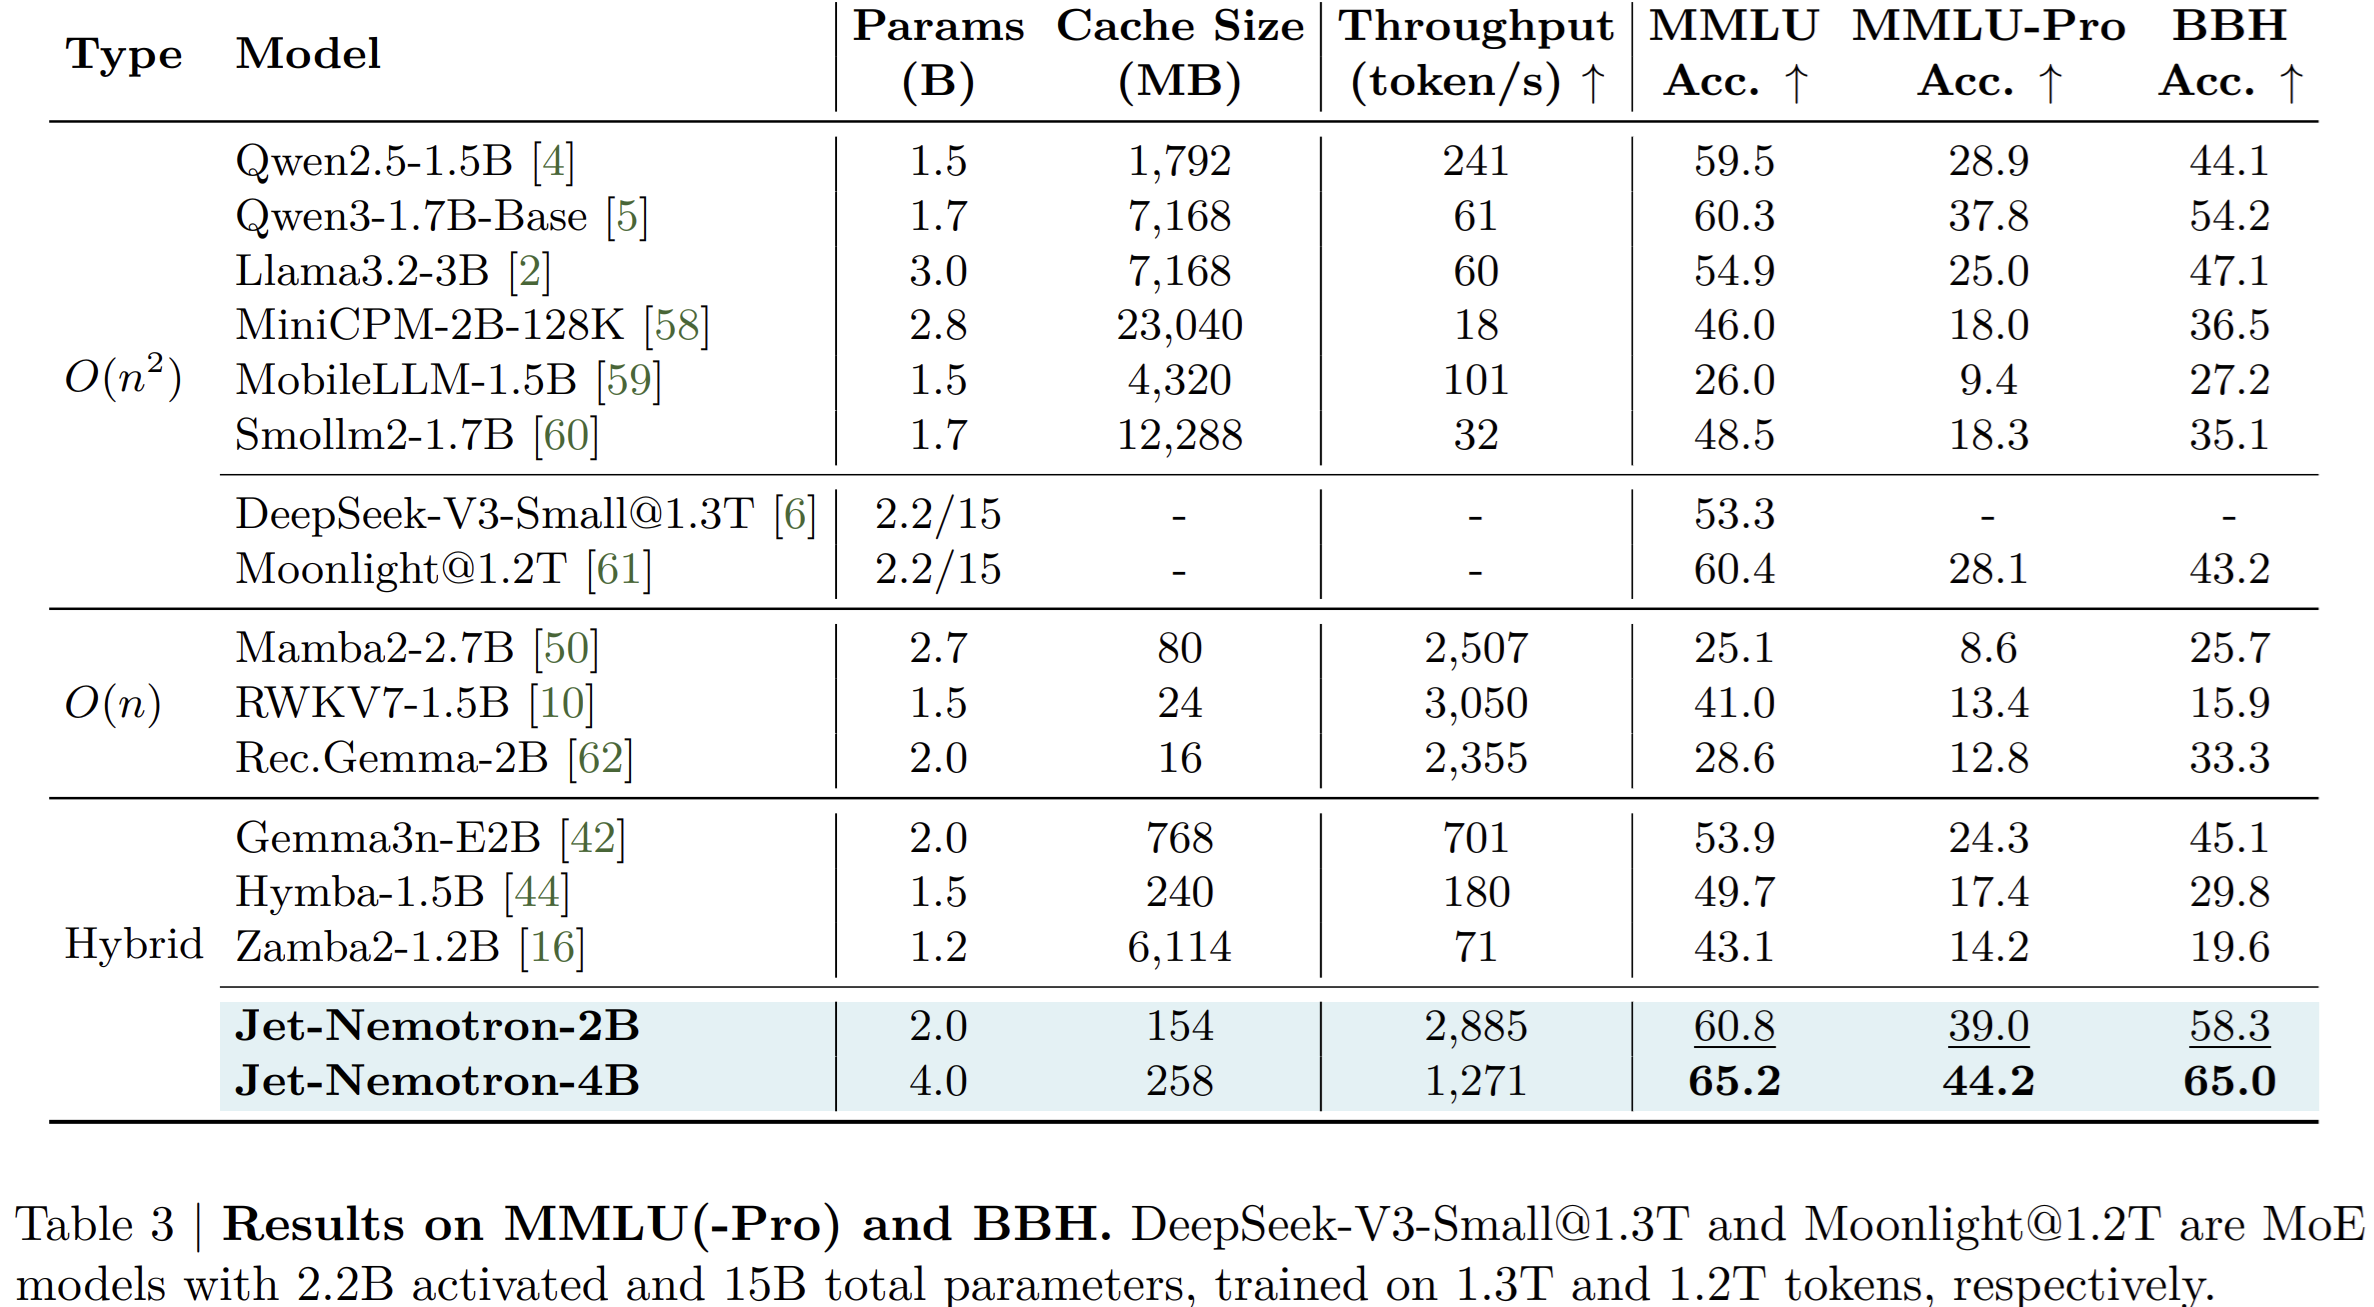 Type Model Params Cache Size Throughput MMLU MMLU-Pro BBH
(B) (MB) (token/s) ↑ Acc. ↑ Acc. ↑ Acc. ↑
Qwen2.5-1.5B [4] 1.5 1,792 241 59.5 28.9 44.1
Qwen3-1.7B-Base [5] 1.7 7,168 61 60.3 37.8 54.2
Llama3.2-3B [2] 3.0 7,168 60 54.9 25.0 47.1
MiniCPM-2B-128K [58] 2.8 23,040 18 46.0 18.0 36.5
O(n²) MobileLLM-1.5B [59] 1.5 4,320 101 26.0 9.4 27.2
Smollm2-1.7B [60] 1.7 12,288 32 48.5 18.3 35.1
DeepSeek-V3-Small@1.3T [6] 2.2/15 - - 53.3 - -
Moonlight@1.2T [61] 2.2/15 - - 60.4 28.1 43.2
Mamba2-2.7B [50] 2.7 80 2,507 25.1 8.6 25.7
O(n) RWKV7-1.5B [10] 1.5 24 3,050 41.0 13.4 15.9
Rec.Gemma-2B [62] 2.0 16 2,355 28.6 12.8 33.3
Gemma3n-E2B [42] 2.0 768 701 53.9 24.3 45.1
Hymba-1.5B [44] 1.5 240 180 49.7 17.4 29.8
Hybrid Zamba2-1.2B [16] 1.2 6,114 71 43.1 14.2 19.6
Jet-Nemotron-2B 2.0 154 2,885 60.8 39.0 58.3
Jet-Nemotron-4B 4.0 258 1,271 65.2 44.2 65.0
Table 3 | Results on MMLU(-Pro) and BBH. DeepSeek-V3-Small@1.3T and Moonlight@1.2T are MoE
models with 2.2B activated and 15B total parameters, trained on 1.3T and 1.2T tokens, respectively.